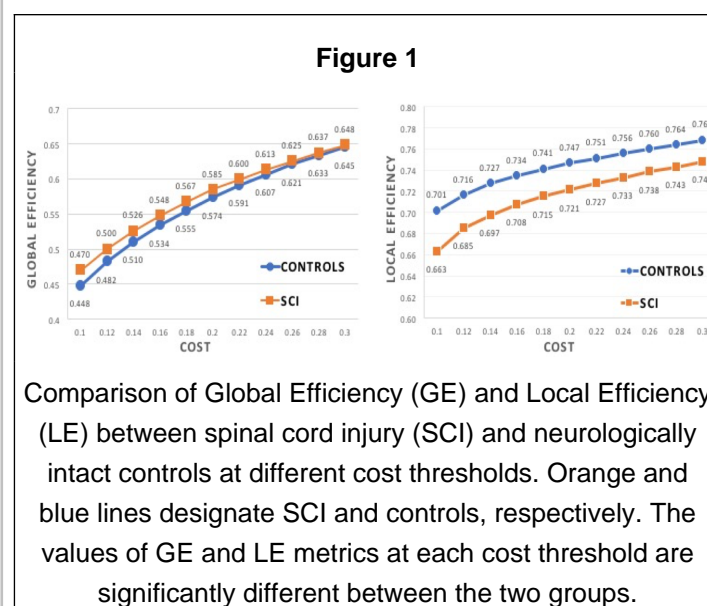 Figure 1
0.7
0.65
0.6
0.55
0.5
0.45
0.4
GLOBAL EFFICIENCY
0.470 0.500 0.526 0.548 0.567 0.585 0.600 0.613 0.625 0.637 0.648
0.448 0.482 0.510 0.534 0.555 0.574 0.591 0.607 0.621 0.633 0.645
CONTROLS
SCI
0.1 0.12 0.14 0.16 0.18 0.2 0.22 0.24 0.26 0.28 0.3
COST
0.80
0.78
0.76
0.74
0.72
0.70
0.68
0.66
0.64
0.62
0.60
LOCAL EFFICIENCY
0.701 0.716 0.727 0.734 0.741 0.747 0.751 0.756 0.760 0.764 0.76
0.663 0.685 0.697 0.708 0.715 0.721 0.727 0.733 0.738 0.743 0.74
CONTROLS
SCI
0.1 0.12 0.14 0.16 0.18 0.2 0.22 0.24 0.26 0.28 0.3
COST
Comparison of Global Efficiency (GE) and Local Efficiency
(LE) between spinal cord injury (SCI) and neurologically
intact controls at different cost thresholds. Orange and
blue lines designate SCI and controls, respectively. The
values of GE and LE metrics at each cost threshold are
significantly different between the two groups.